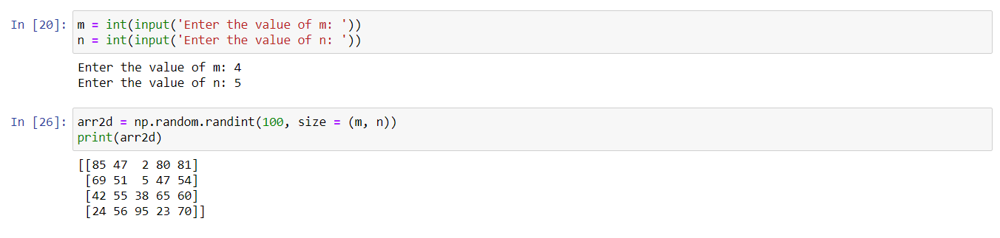 In [20]: m = int(input('Enter the value of m: '))
n = int(input('Enter the value of n: '))
Enter the value of m: 4
Enter the value of n: 5
In [26]: arr2d = np.random.randint(100, size = (m, n))
print(arr2d)
[[85 47  2 80 81]
 [69 51  5 47 54]
 [42 55 38 65 60]
 [24 56 95 23 70]]